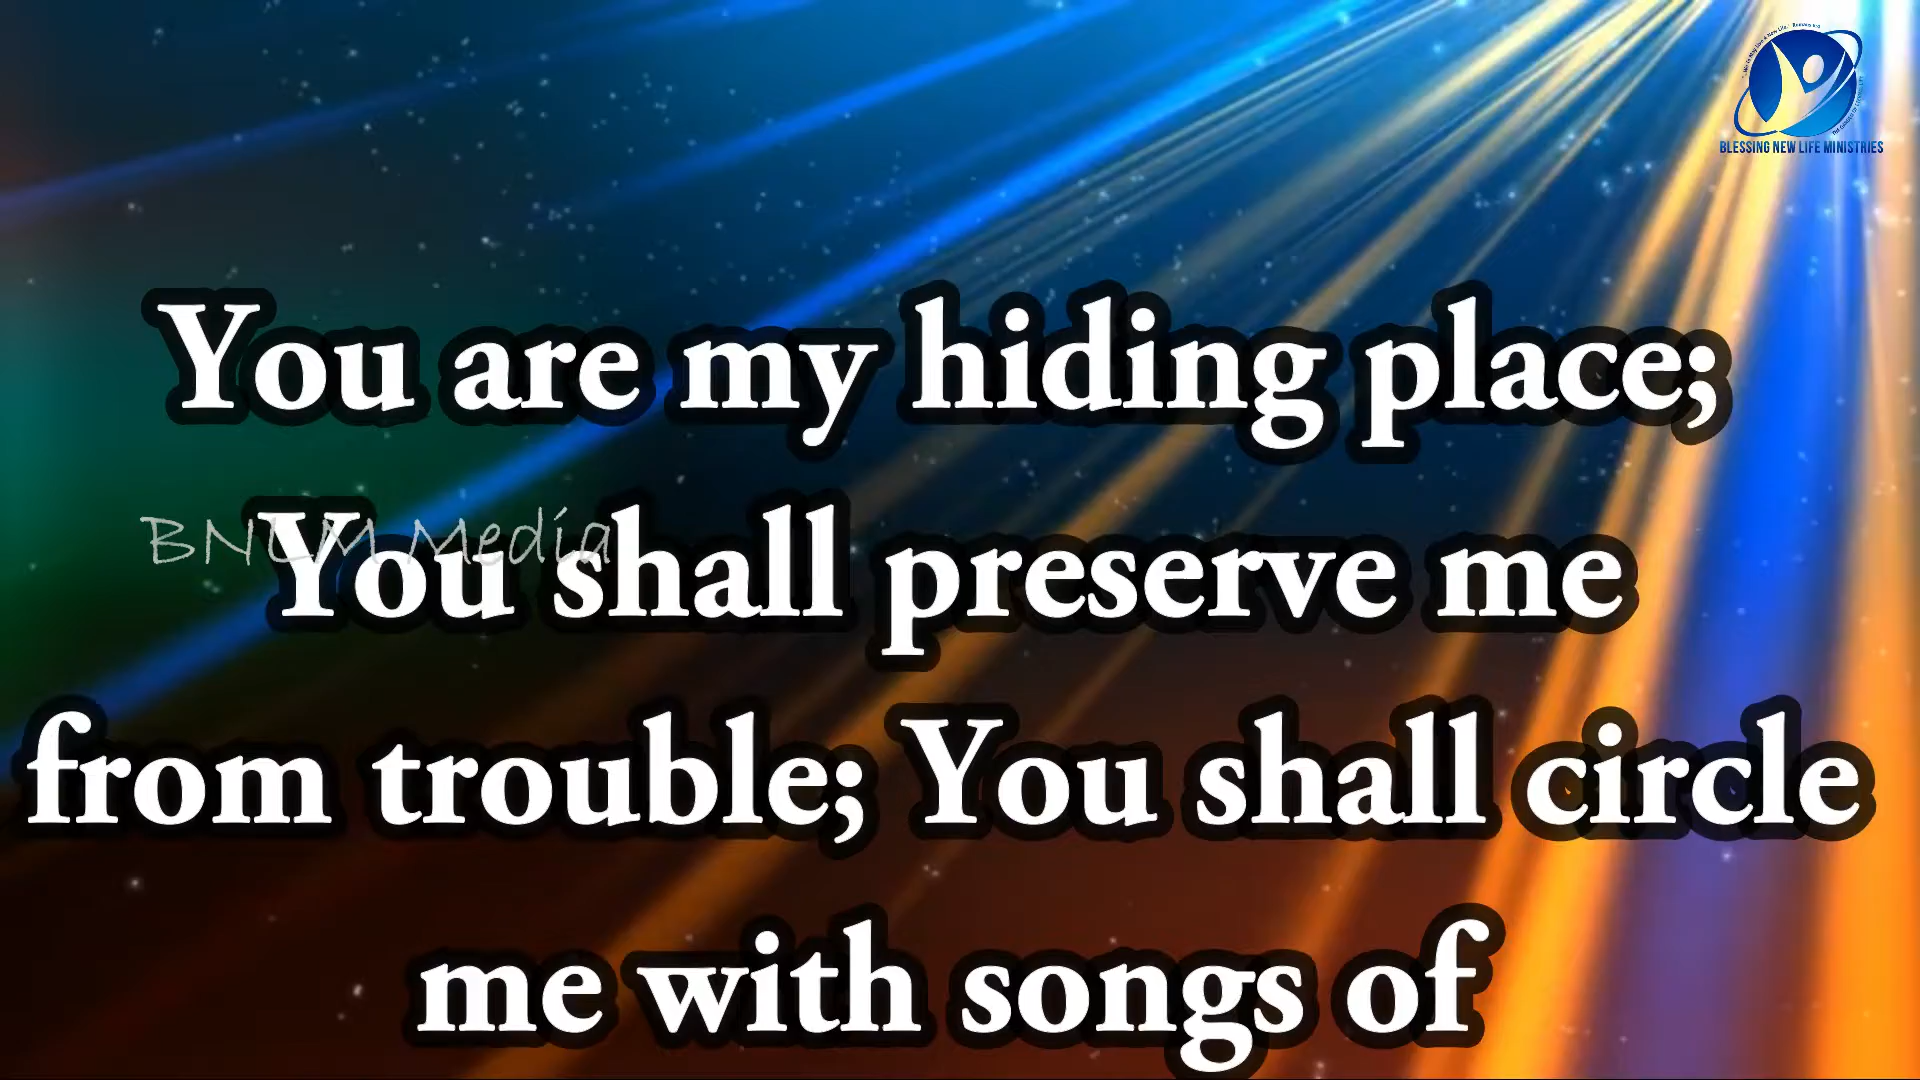 BLESSING NEW LIFE MINISTRIES
You are my hiding place;
BNLM Media
You shall preserve me
from trouble; You shall circle
me with songs of